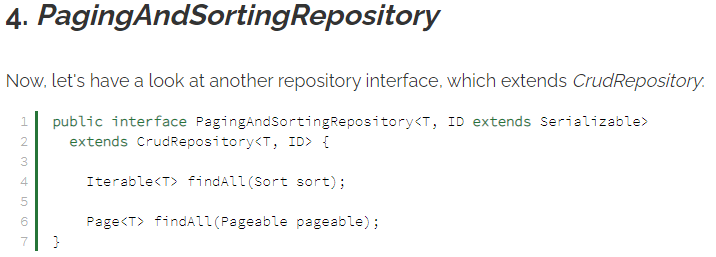 4. PagingAndSortingRepository
Now, let's have a look at another repository interface, which extends CrudRepository:
1 public interface PagingAndSortingRepository<T, ID extends Serializable>
2   extends CrudRepository<T, ID> {
3
4     Iterable<T> findAll(Sort sort);
5
6     Page<T> findAll(Pageable pageable);
7 }